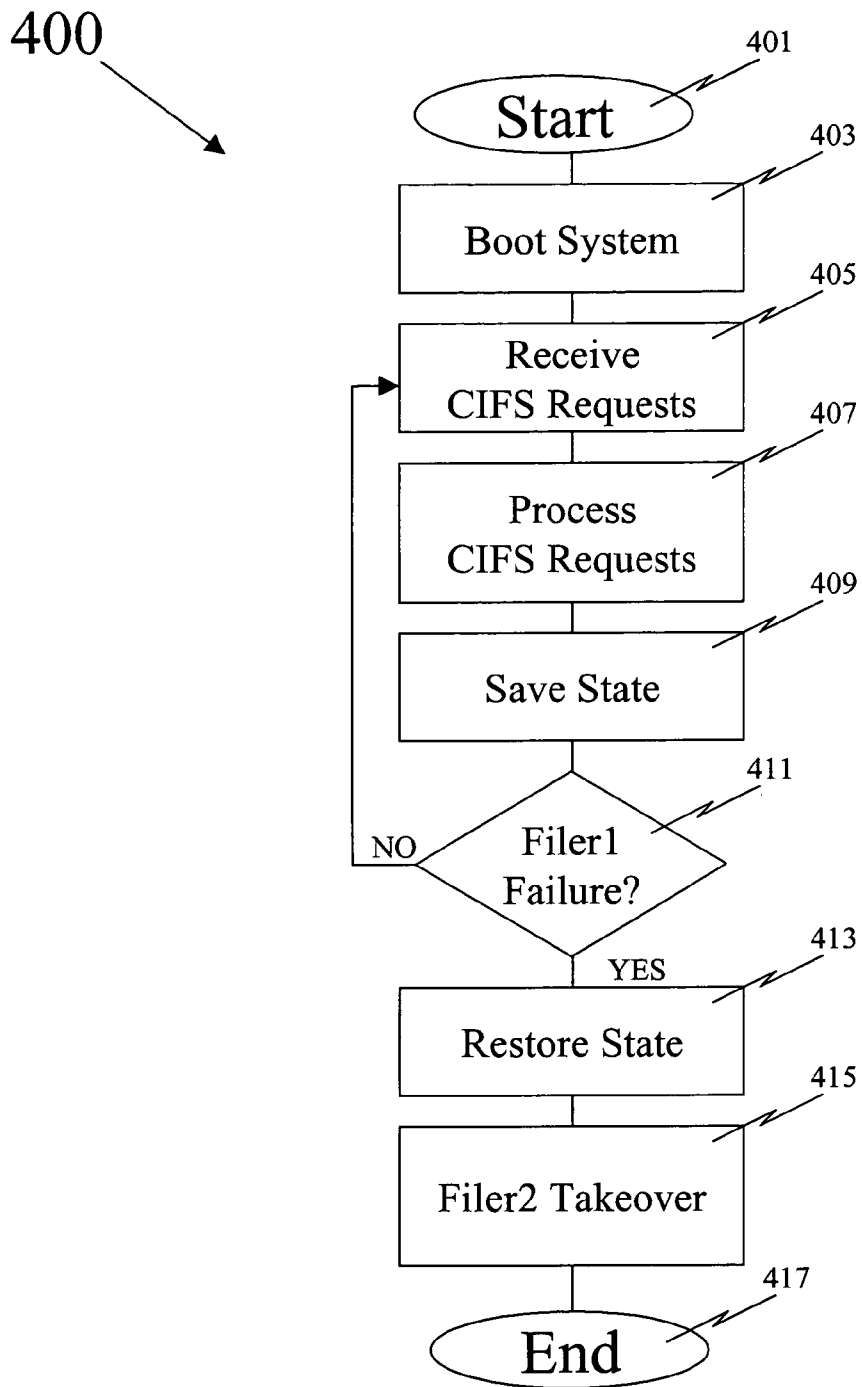 400
401
Start
403
Boot System
405
Receive
CIFS Requests
407
Process
CIFS Requests
409
Save State
411
Filer1
Failure?
NO
YES
413
Restore State
415
Filer2 Takeover
417
End